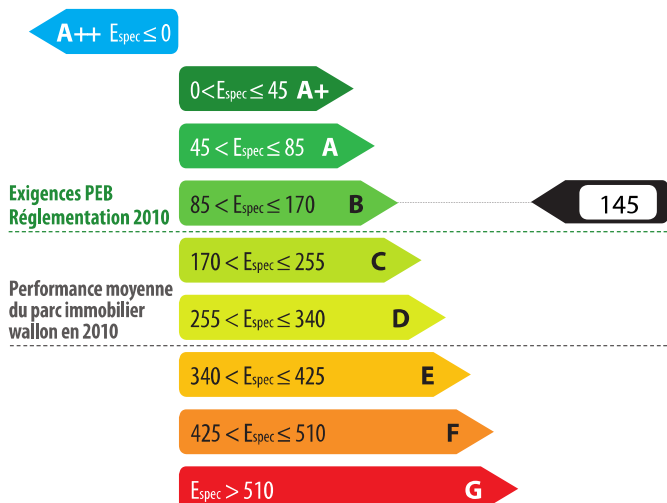 A++ Espec ≤ 0
0 < Espec ≤ 45 A+
45 < Espec ≤ 85 A
Exigences PEB
Réglementation 2010
85 < Espec ≤ 170 B
145
170 < Espec ≤ 255 C
Performance moyenne
du parc immobilier
wallon en 2010
255 < Espec ≤ 340 D
340 < Espec ≤ 425 E
425 < Espec ≤ 510 F
Espec > 510 G